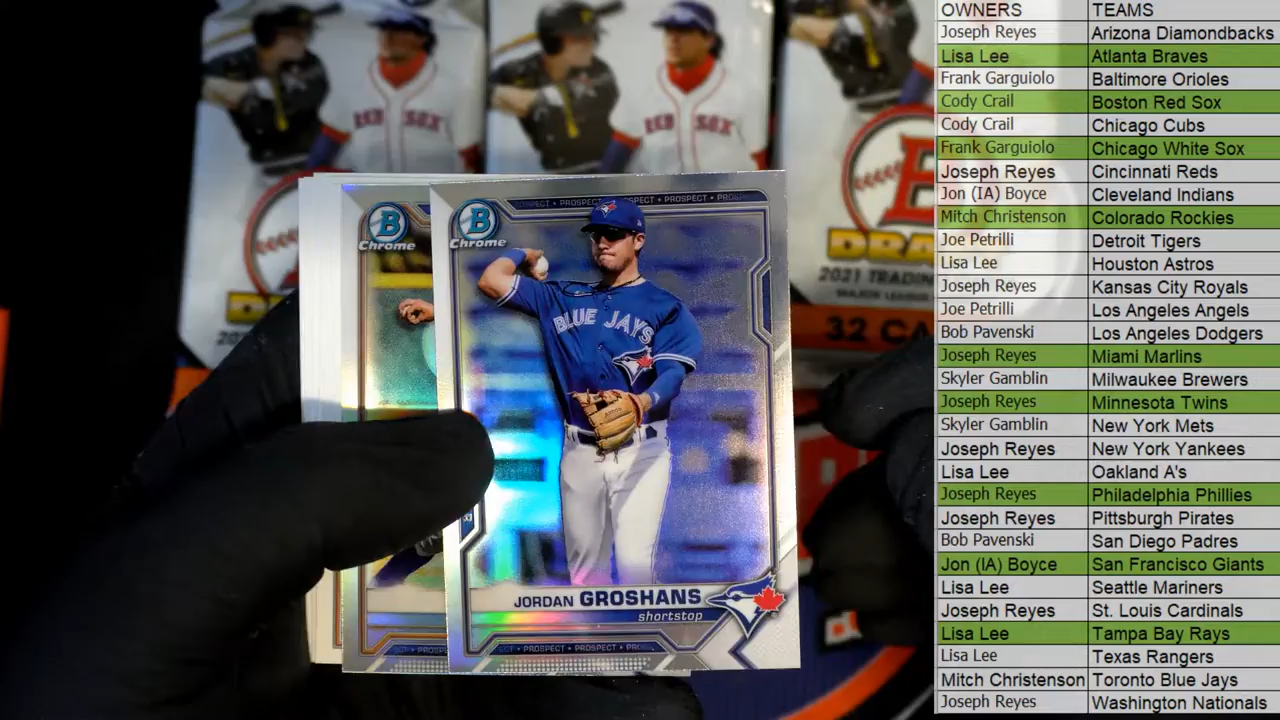 RED SOX
RED SOX
DRA
2021 TRADIN
MAJOR LEAGUE
32 CA
B
Chrome
B
Chrome
PROSPECT
BLUE JAYS
JORDAN GROSHANS
shortstop
PROSPECT
OWNERS TEAMS
Joseph Reyes Arizona Diamondbacks
Lisa Lee Atlanta Braves
Frank Garguiolo Baltimore Orioles
Cody Crail Boston Red Sox
Cody Crail Chicago Cubs
Frank Garguiolo Chicago White Sox
Joseph Reyes Cincinnati Reds
Jon (IA) Boyce Cleveland Indians
Mitch Christenson Colorado Rockies
Joe Petrilli Detroit Tigers
Lisa Lee Houston Astros
Joseph Reyes Kansas City Royals
Joe Petrilli Los Angeles Angels
Bob Pavenski Los Angeles Dodgers
Joseph Reyes Miami Marlins
Skyler Gamblin Milwaukee Brewers
Joseph Reyes Minnesota Twins
Skyler Gamblin New York Mets
Joseph Reyes New York Yankees
Lisa Lee Oakland A's
Joseph Reyes Philadelphia Phillies
Joseph Reyes Pittsburgh Pirates
Bob Pavenski San Diego Padres
Jon (IA) Boyce San Francisco Giants
Lisa Lee Seattle Mariners
Joseph Reyes St. Louis Cardinals
Lisa Lee Tampa Bay Rays
Lisa Lee Texas Rangers
Mitch Christenson Toronto Blue Jays
Joseph Reyes Washington Nationals